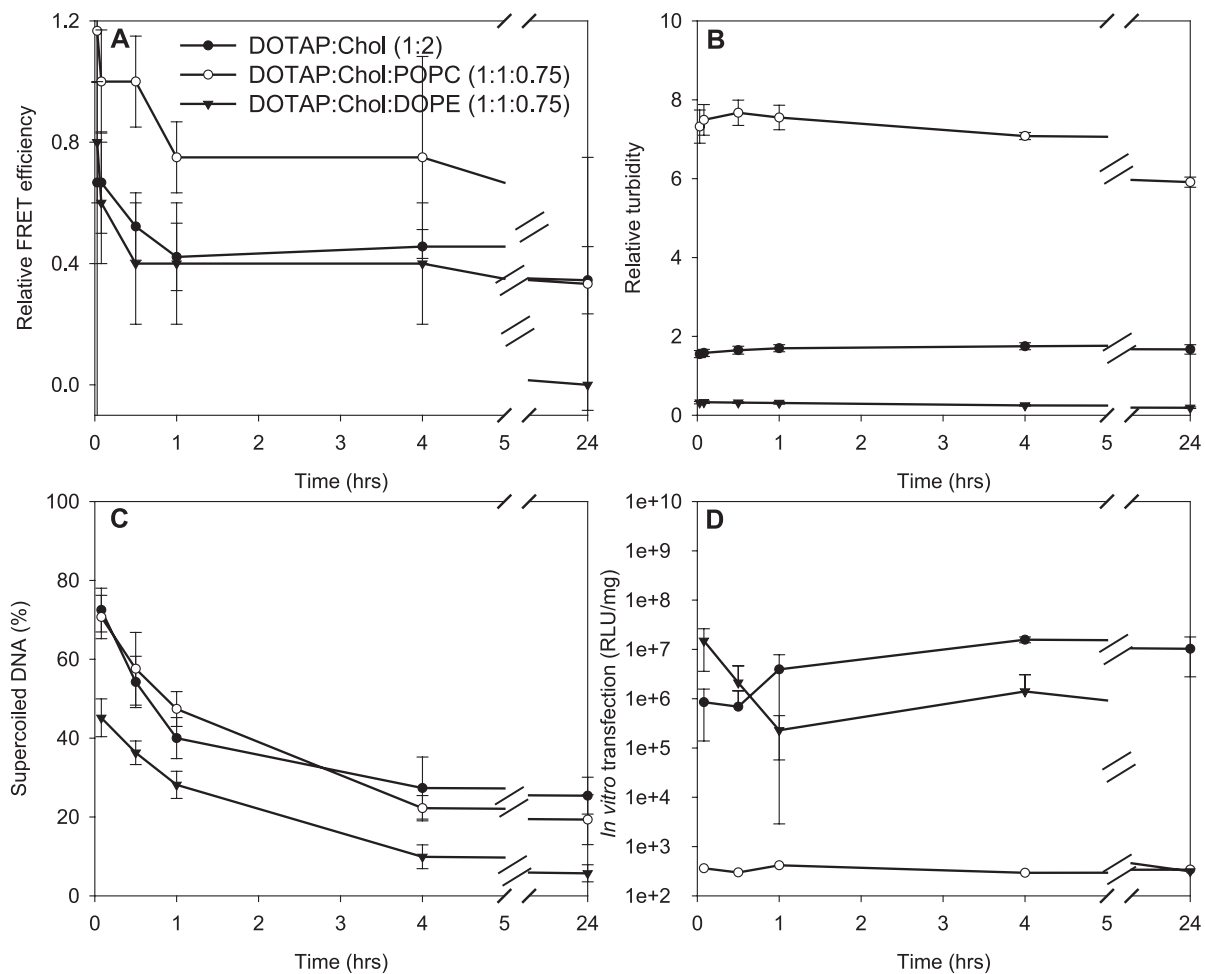 A
DOTAP:Chol (1:2)
DOTAP:Chol:POPC (1:1:0.75)
DOTAP:Chol:DOPE (1:1:0.75)
1.2
0.8
0.4
0.0
Relative FRET efficiency
0 1 2 3 4 5 24
Time (hrs)
B
10
8
6
4
2
0
Relative turbidity
0 1 2 3 4 5 24
Time (hrs)
C
100
80
60
40
20
0
Supercoiled DNA (%)
0 1 2 3 4 5 24
Time (hrs)
D
1e+10
1e+9
1e+8
1e+7
1e+6
1e+5
1e+4
1e+3
1e+2
In vitro transfection (RLU/mg)
0 1 2 3 4 5 24
Time (hrs)